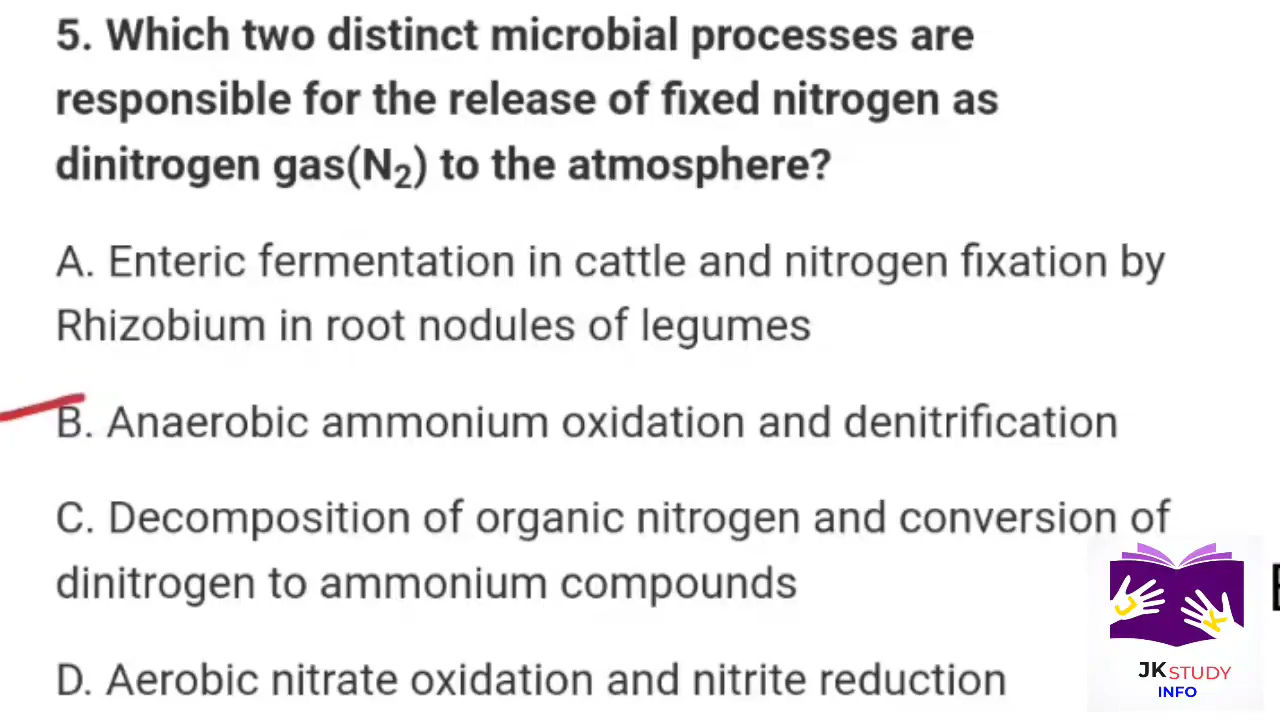 5. Which two distinct microbial processes are
responsible for the release of fixed nitrogen as
dinitrogen gas(N₂) to the atmosphere?
A. Enteric fermentation in cattle and nitrogen fixation by
Rhizobium in root nodules of legumes
B. Anaerobic ammonium oxidation and denitrification
C. Decomposition of organic nitrogen and conversion of
dinitrogen to ammonium compounds
D. Aerobic nitrate oxidation and nitrite reduction
J K
JK STUDY
INFO